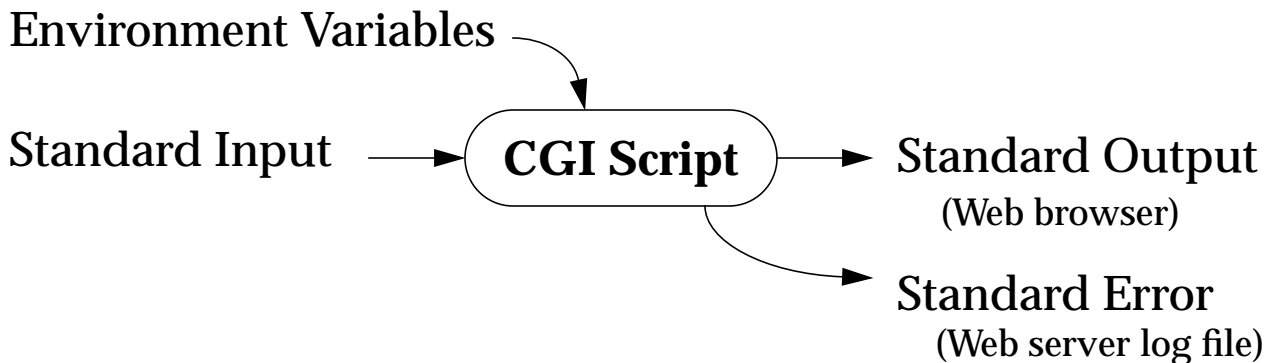 Environment Variables
Standard Input
CGI Script
Standard Output
(Web browser)
Standard Error
(Web server log file)